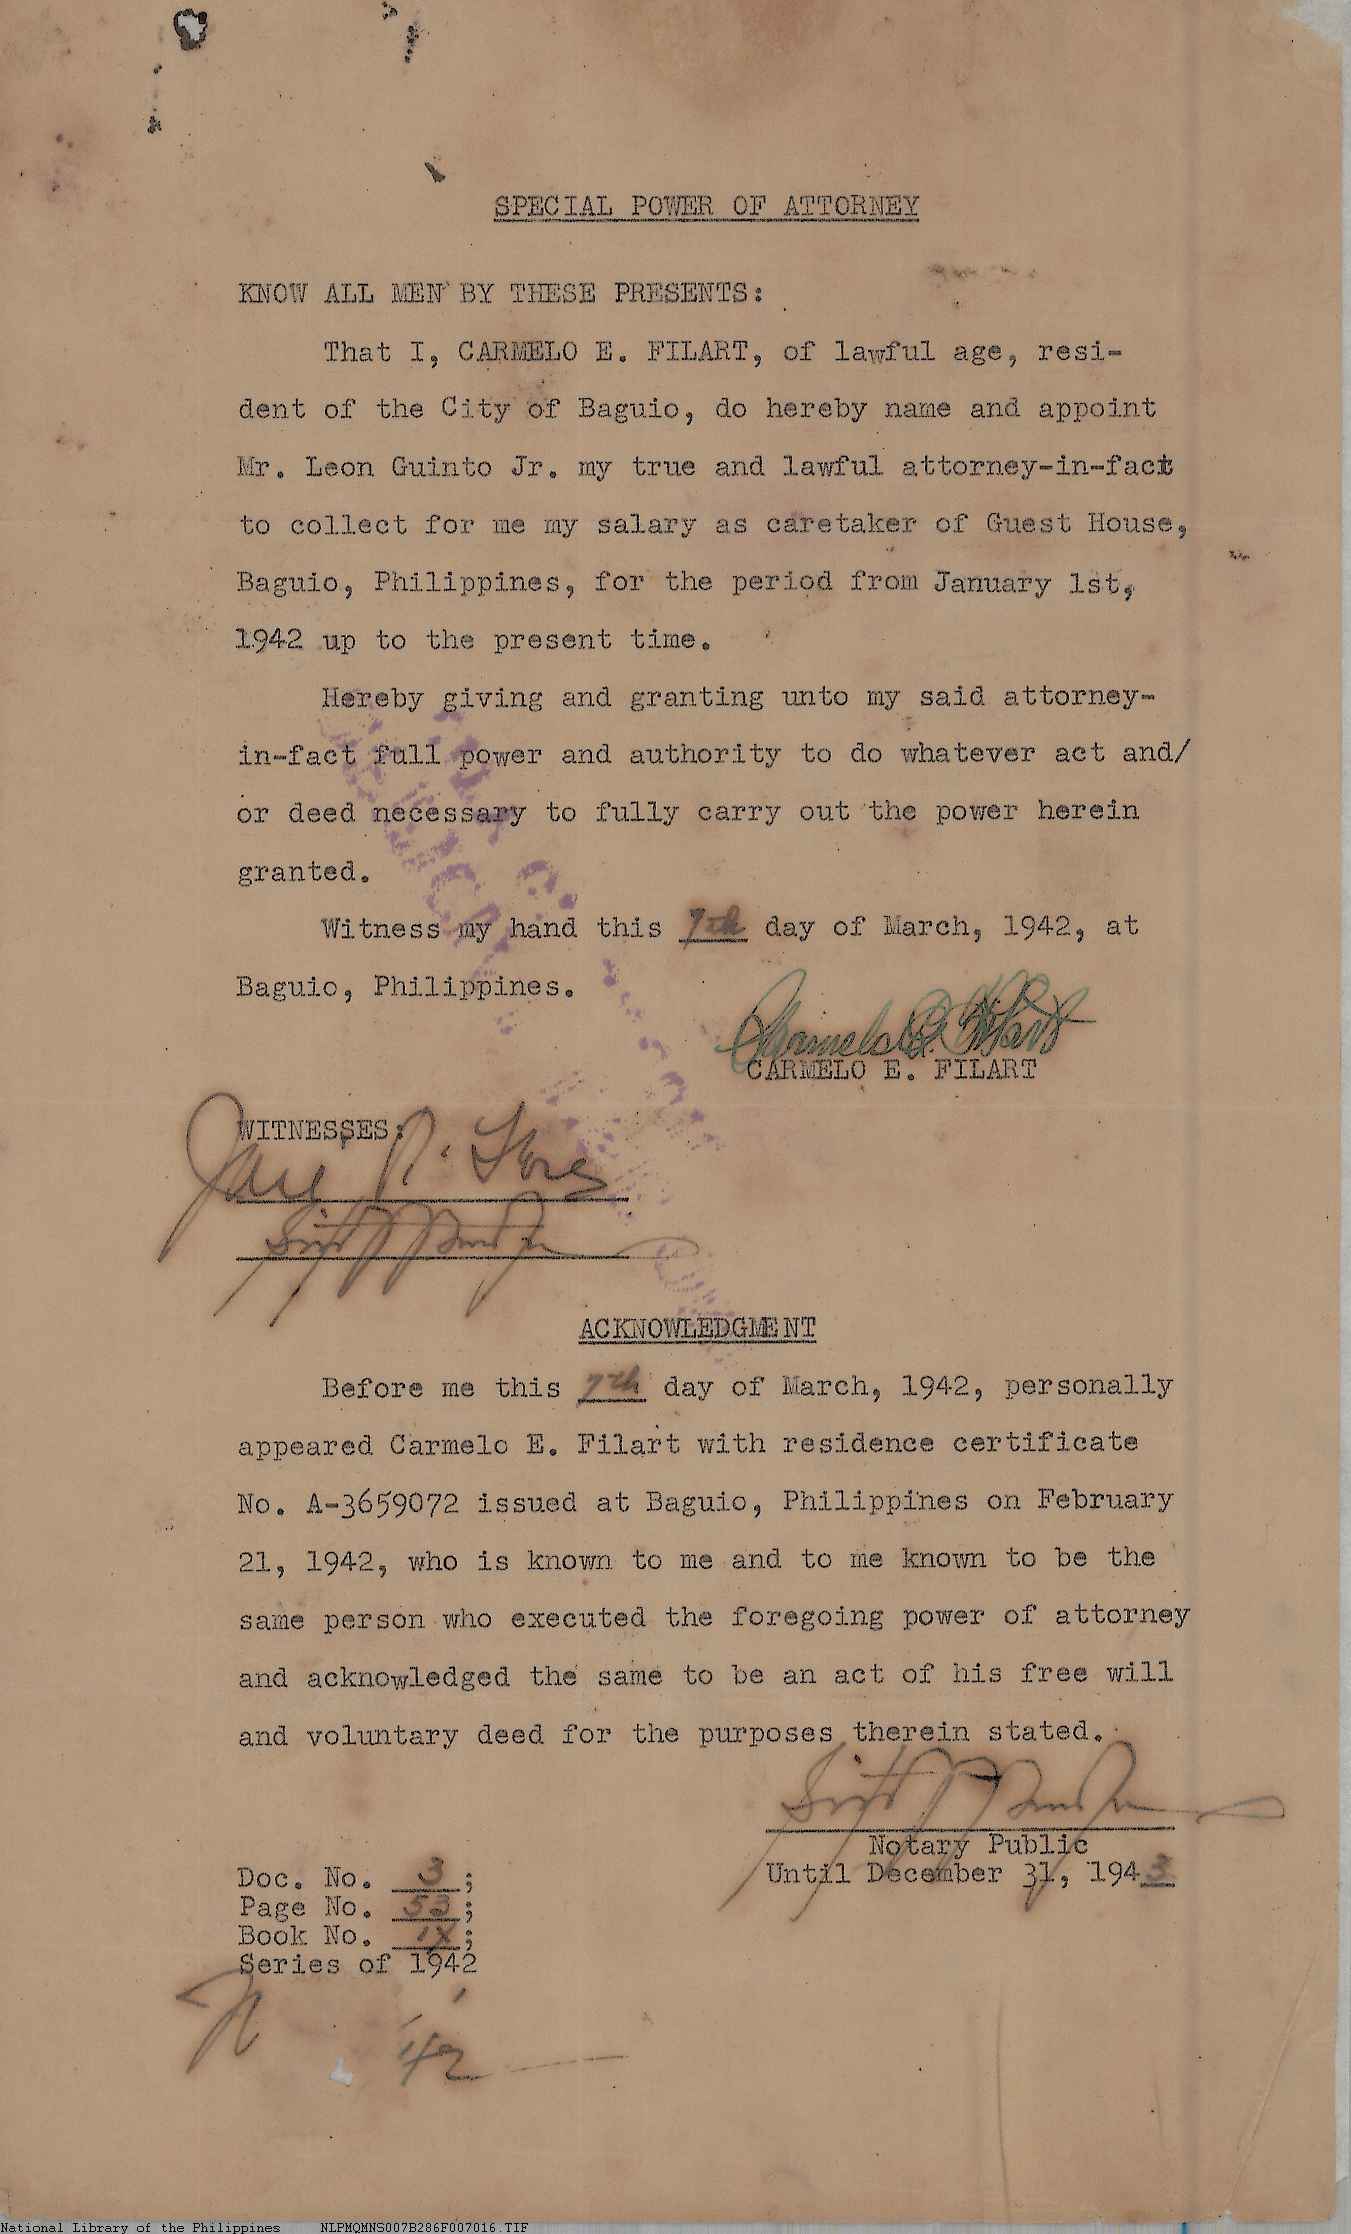 SPECIAL POWER OF ATTORNEY
KNOW ALL MEN BY THESE PRESENTS:
That I, CARMELO E. FILART, of lawful age, resi-
dent of the City of Baguio, do hereby name and appoint
Mr. Leon Guinto Jr. my true and lawful attorney-in-fact
to collect for me my salary as caretaker of Guest House,
Baguio, Philippines, for the period from January 1st,
1942 up to the present time.
Hereby giving and granting unto my said attorney-
in-fact full power and authority to do whatever act and/
or deed necessary to fully carry out the power herein
granted.
Witness my hand this 7th day of March, 1942, at
Baguio, Philippines.
Carmelo E. Filart
CARMELO E. FILART
WITNESSES:
ACKNOWLEDGMENT
Before me this 7th day of March, 1942, personally
appeared Carmelo E. Filart with residence certificate
No. A-3659072 issued at Baguio, Philippines on February
21, 1942, who is known to me and to me known to be the
same person who executed the foregoing power of attorney
and acknowledged the same to be an act of his free will
and voluntary deed for the purposes therein stated.
Notary Public
Until December 31, 1943
Doc. No. 3;
Page No. 53;
Book No. IX;
Series of 1942
National Library of the Philippines NLPMQMNS007B286F007016.TIF